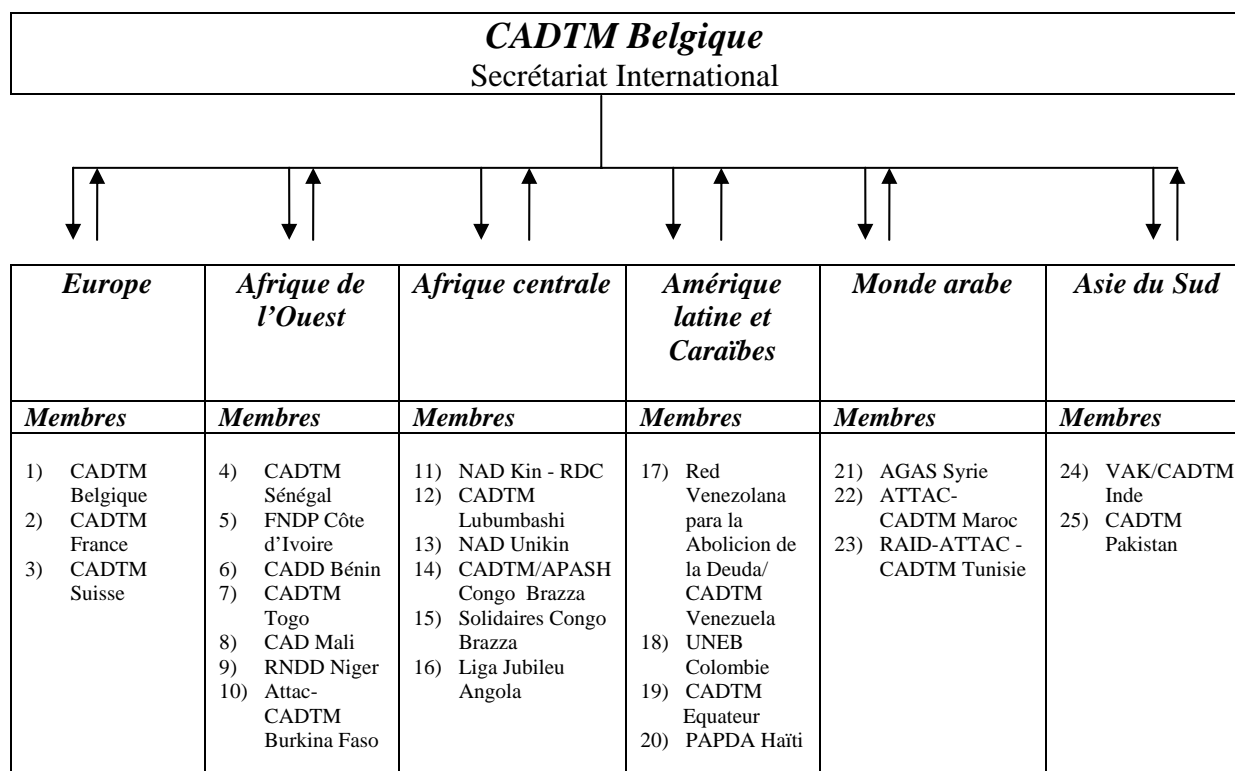 CADTM Belgique
Secrétariat International
Europe
Afrique de
l’Ouest
Afrique centrale
Amérique
latine et
Caraïbes
Monde arabe
Asie du Sud
Membres
Membres
Membres
Membres
Membres
Membres
1) CADTM
Belgique
2) CADTM
France
3) CADTM
Suisse
4) CADTM
Sénégal
5) FNDP Côte
d’Ivoire
6) CADD Bénin
7) CADTM
Togo
8) CAD Mali
9) RNDD Niger
10) Attac-
CADTM
Burkina Faso
11) NAD Kin - RDC
12) CADTM
Lubumbashi
13) NAD Unikin
14) CADTM/APASH
Congo Brazza
15) Solidaires Congo
Brazza
16) Liga Jubileu
Angola
17) Red
Venezolana
para la
Abolicion de
la Deuda/
CADTM
Venezuela
18) UNEB
Colombie
19) CADTM
Equateur
20) PAPDA Haïti
21) AGAS Syrie
22) ATTAC-
CADTM Maroc
23) RAID-ATTAC -
CADTM Tunisie
24) VAK/CADTM
Inde
25) CADTM
Pakistan